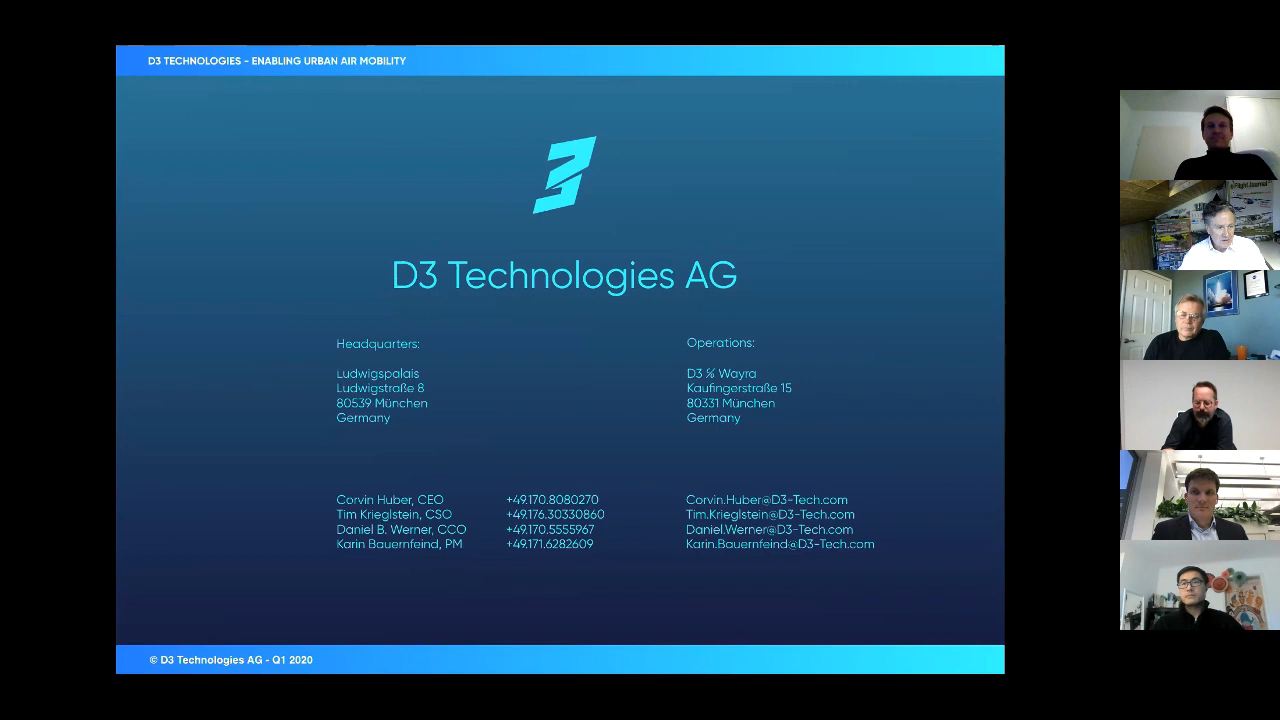 D3 TECHNOLOGIES - ENABLING URBAN AIR MOBILITY
D3 Technologies AG
Headquarters:
Ludwigspalais
Ludwigstraße 8
80539 München
Germany
Operations:
D3 ℅ Wayra
Kaufingerstraße 15
80331 München
Germany
Corvin Huber, CEO +49.170.8080270 Corvin.Huber@D3-Tech.com
Tim Krieglstein, CSO +49.176.30330860 Tim.Krieglstein@D3-Tech.com
Daniel B. Werner, CCO +49.170.5555967 Daniel.Werner@D3-Tech.com
Karin Bauernfeind, PM +49.171.6282609 Karin.Bauernfeind@D3-Tech.com
© D3 Technologies AG - Q1 2020